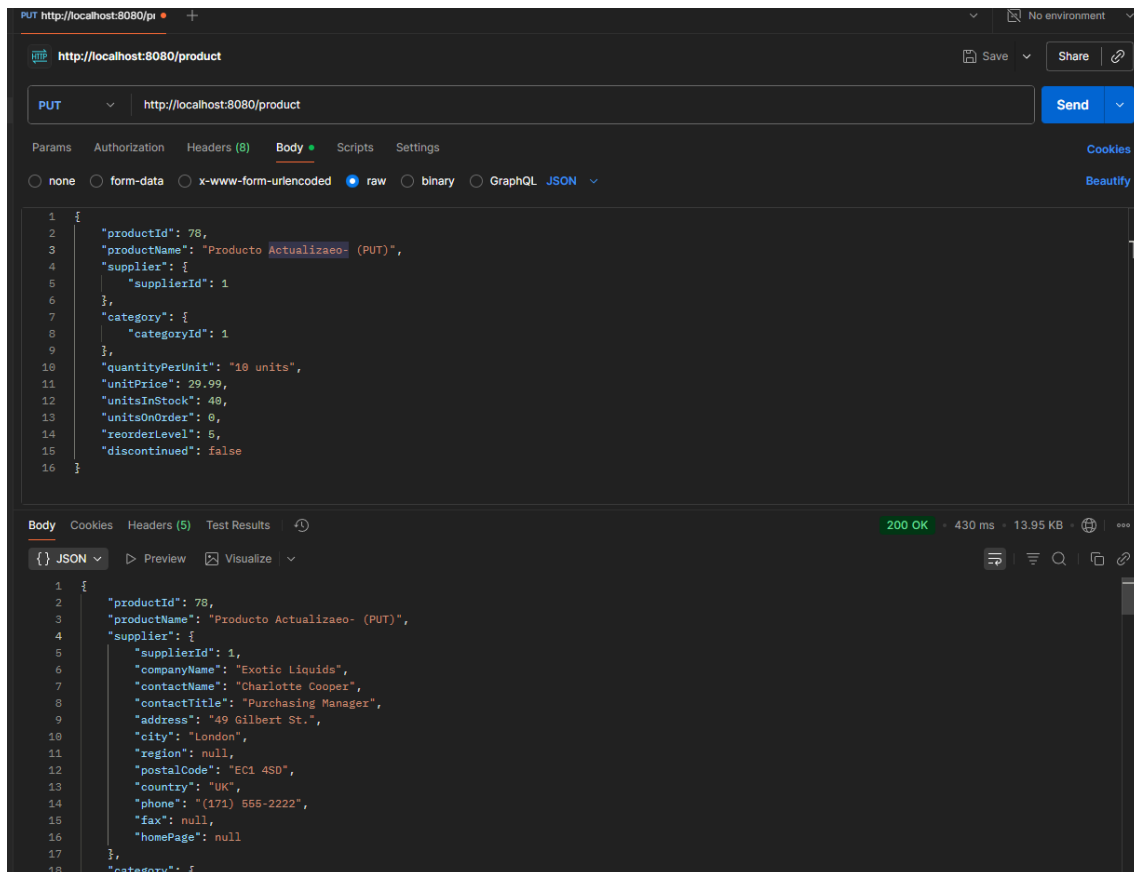 PUT http://localhost:8080/pr
No environment
HTTP http://localhost:8080/product
Save
Share
PUT
http://localhost:8080/product
Send
Params Authorization Headers (8) Body Scripts Settings
Cookies
none form-data x-www-form-urlencoded raw binary GraphQL JSON
Beautify
1 {
2 "productId": 78,
3 "productName": "Producto Actualizaeo- (PUT)",
4 "supplier": {
5 "supplierId": 1
6 },
7 "category": {
8 "categoryId": 1
9 },
10 "quantityPerUnit": "10 units",
11 "unitPrice": 29.99,
12 "unitsInStock": 40,
13 "unitsOnOrder": 0,
14 "reorderLevel": 5,
15 "discontinued": false
16 }
Body Cookies Headers (5) Test Results
200 OK • 430 ms • 13.95 KB
{} JSON Preview Visualize
1 {
2 "productId": 78,
3 "productName": "Producto Actualizaeo- (PUT)",
4 "supplier": {
5 "supplierId": 1,
6 "companyName": "Exotic Liquids",
7 "contactName": "Charlotte Cooper",
8 "contactTitle": "Purchasing Manager",
9 "address": "49 Gilbert St.",
10 "city": "London",
11 "region": null,
12 "postalCode": "EC1 4SD",
13 "country": "UK",
14 "phone": "(171) 555-2222",
15 "fax": null,
16 "homePage": null
17 },
18 "category": {